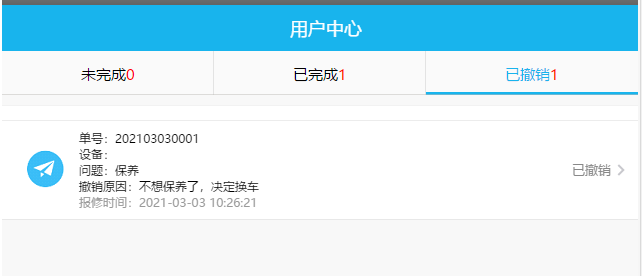 用户中心
未完成0
已完成1
已撤销1
单号：202103030001
设备：
问题：保养
撤销原因：不想保养了，决定换车
报修时间：2021-03-03 10:26:21
已撤销